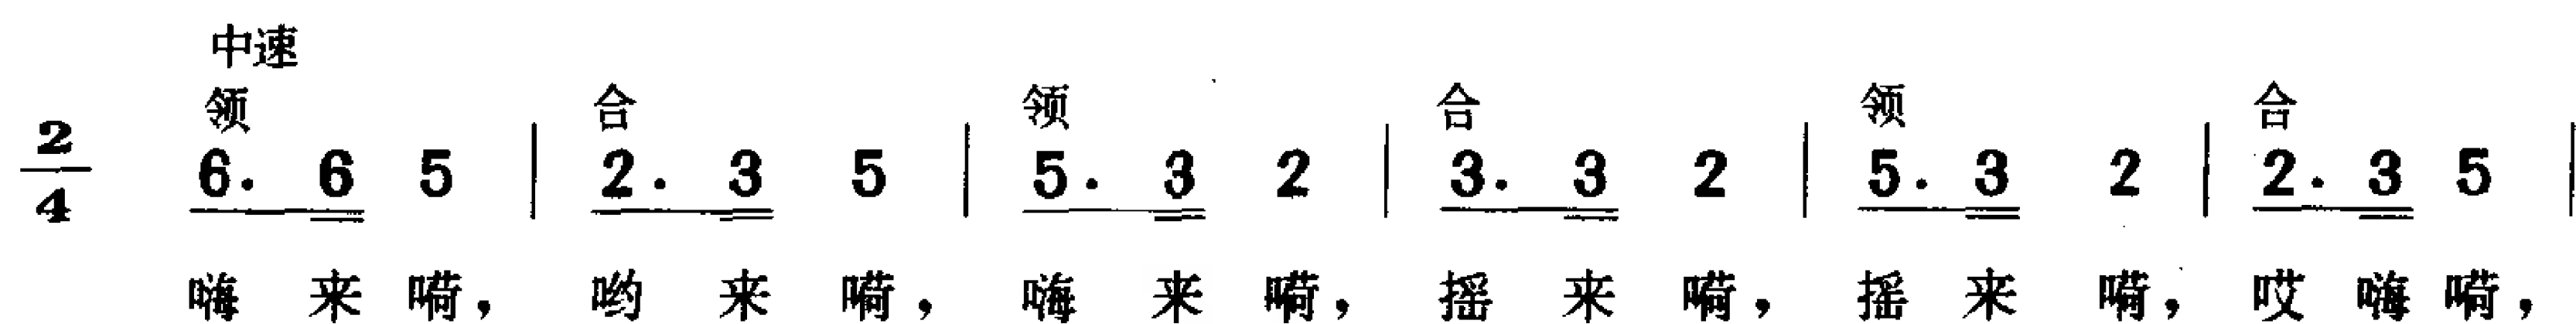 中速
领 合 领 合 领 合
2/4 6. 6 5 | 2. 3 5 | 5. 3 2 | 3. 3 2 | 5. 3 2 | 2. 3 5 |
嗨 来 嗬， 哟 来 嗬， 嗨 来 嗬， 摇 来 嗬， 摇 来 嗬， 哎 嗨 嗬，